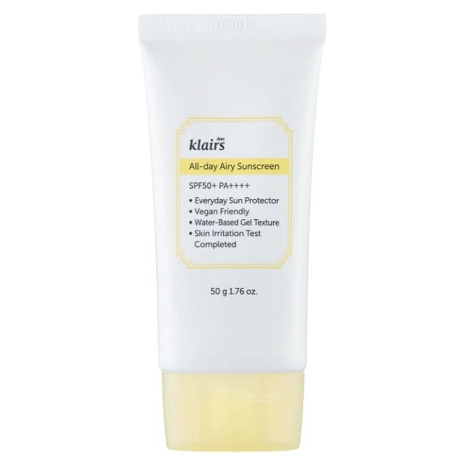 dear,
klairs
All-day Airy Sunscreen
SPF50+ PA++++
• Everyday Sun Protector
• Vegan Friendly
• Water-Based Gel Texture
• Skin Irritation Test
Completed
50 g 1.76 oz.